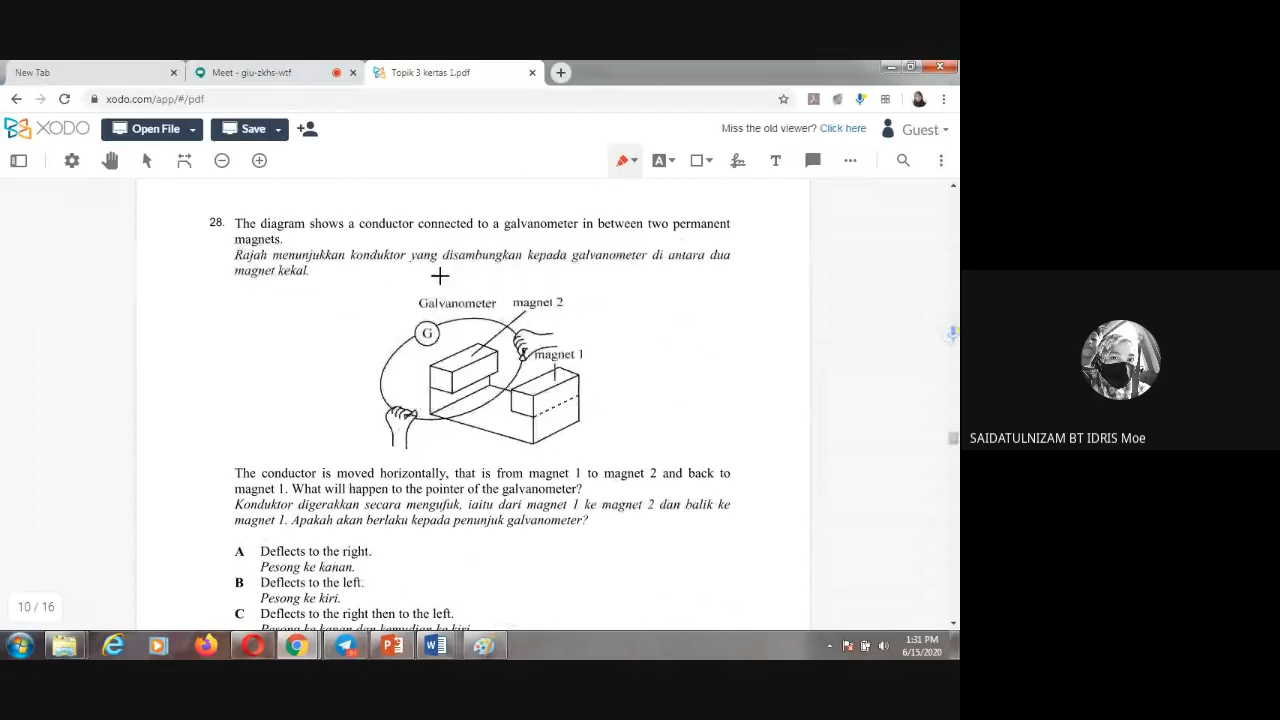 New Tab
Meet - giu-zkhs-wtf
Topik 3 kertas 1.pdf
xodo.com/app/#/pdf
XODO
Open File
Save
Miss the old viewer? Click here
Guest
28. The diagram shows a conductor connected to a galvanometer in between two permanent
magnets.
Rajah menunjukkan konduktor yang disambungkan kepada galvanometer di antara dua
magnet kekal.
Galvanometer
magnet 2
G
magnet 1
The conductor is moved horizontally, that is from magnet 1 to magnet 2 and back to
magnet 1. What will happen to the pointer of the galvanometer?
Konduktor digerakkan secara mengufuk, iaitu dari magnet 1 ke magnet 2 dan balik ke
magnet 1. Apakah akan berlaku kepada penunjuk galvanometer?
A Deflects to the right.
Pesong ke kanan.
B Deflects to the left.
Pesong ke kiri.
C Deflects to the right then to the left.
Pesong ke kanan dan kemudian ke kiri.
10 / 16
1:31 PM
6/15/2020
SAIDATULNIZAM BT IDRIS Moe